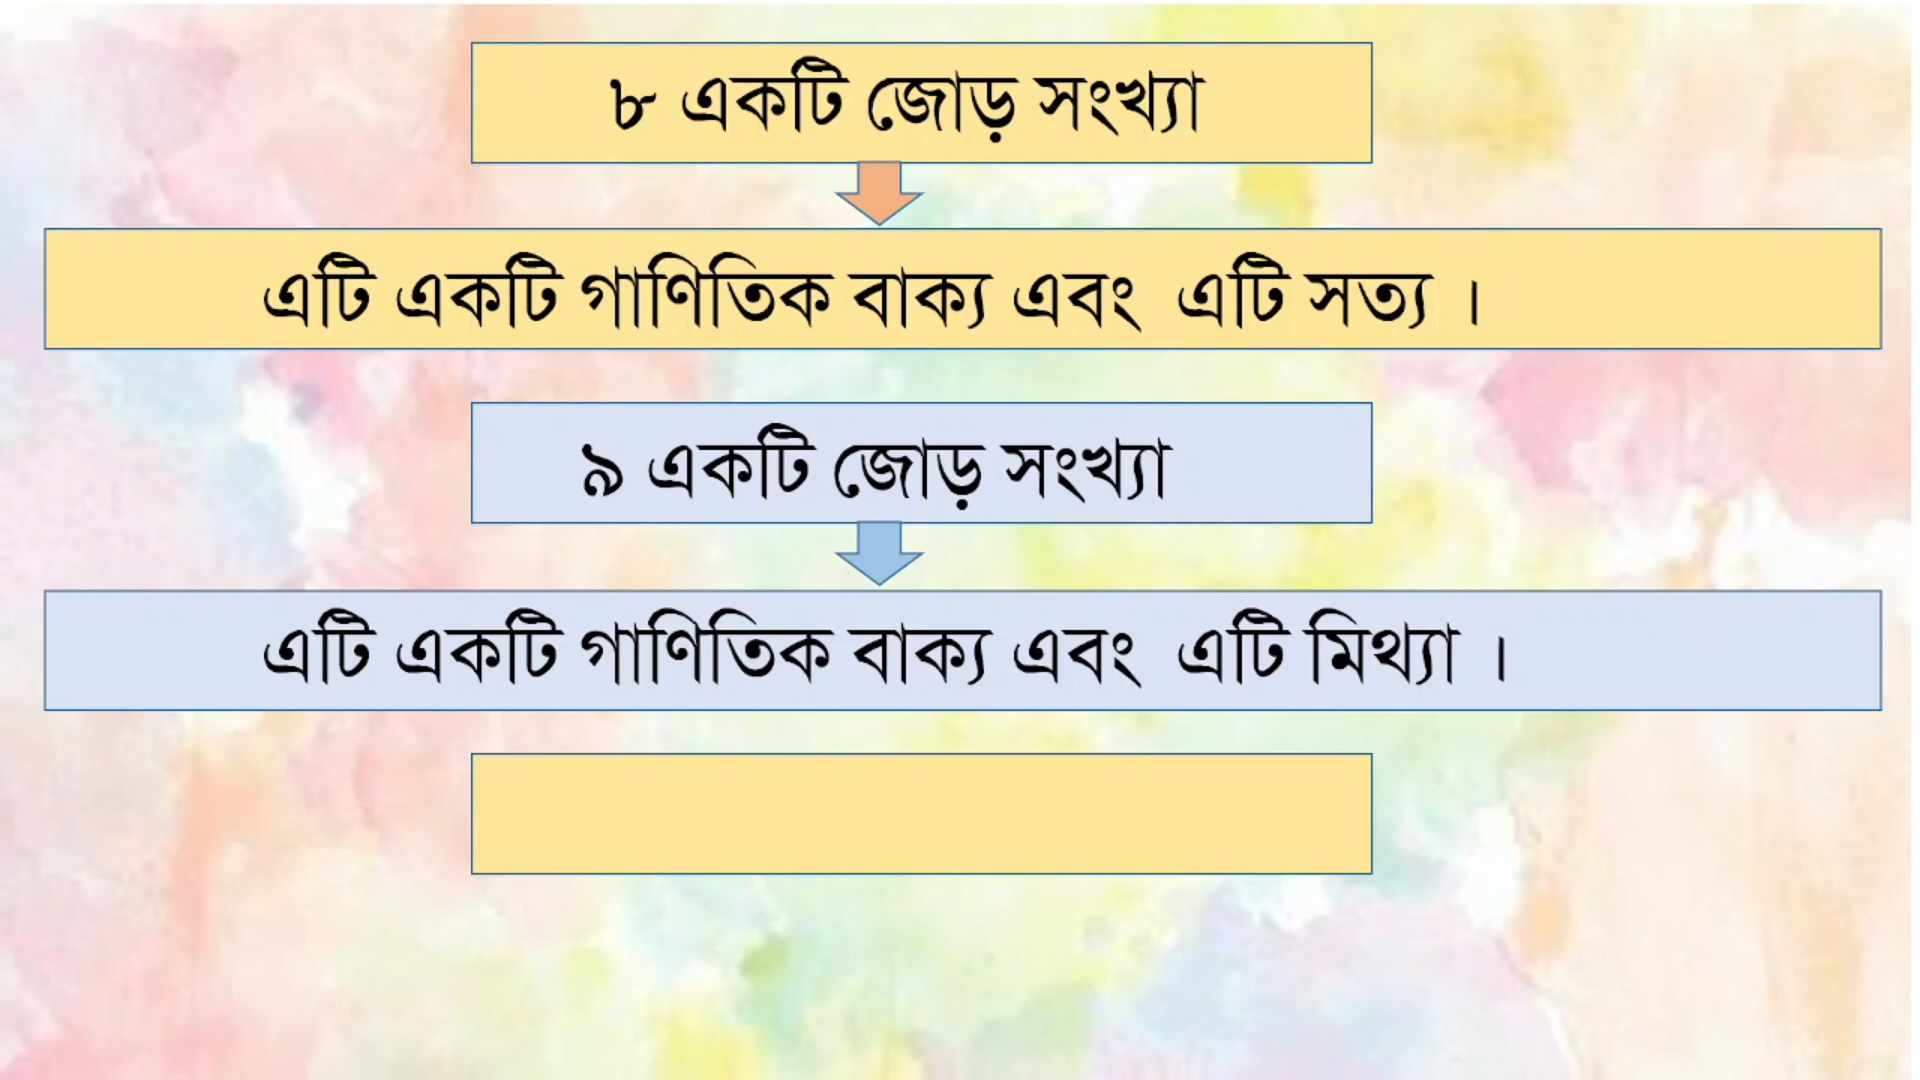 ৮ একটি জোড় সংখ্যা
এটি একটি গাণিতিক বাক্য এবং এটি সত্য ।
৯ একটি জোড় সংখ্যা
এটি একটি গাণিতিক বাক্য এবং এটি মিথ্যা ।